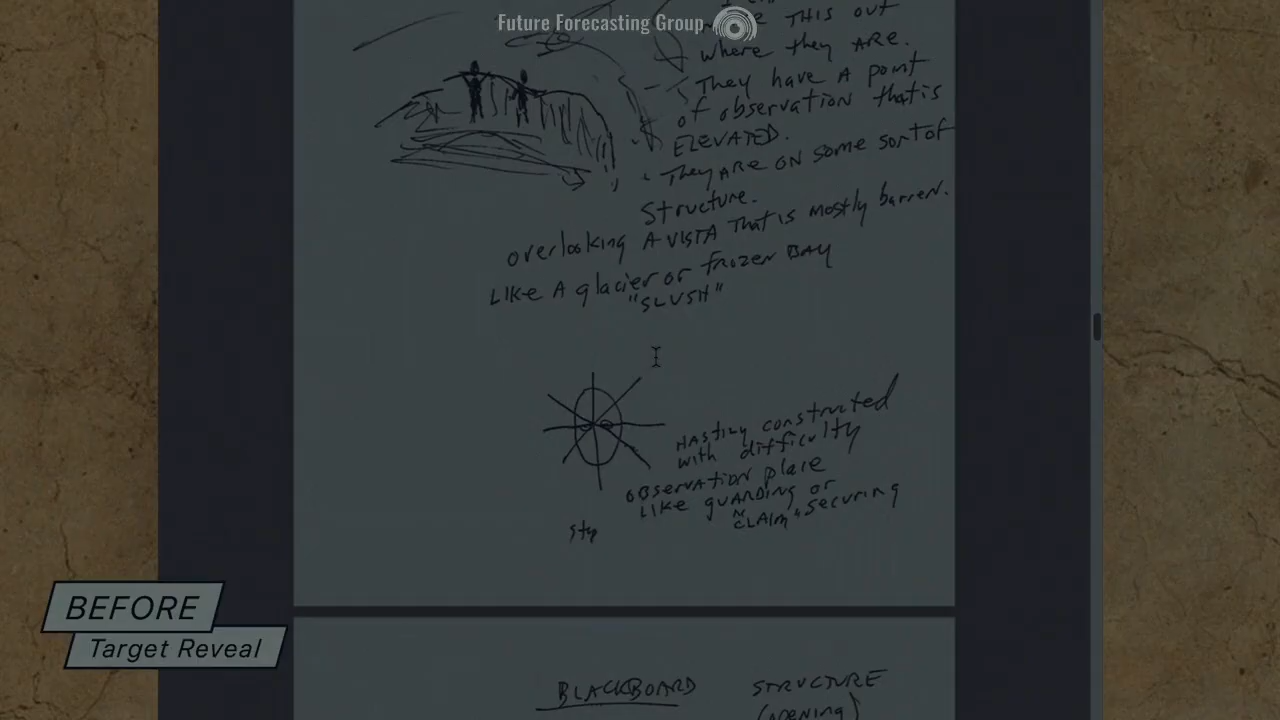 Future Forecasting Group
THIS out
where they ARE.
They have A point
of observation that is
ELEVATED.
They ARE ON some sort of
Structure.
overlooking A VISTA That is mostly barren.
LIKE A glacier or frozen BAY
"SLUSH"
HASTILY constructed
with difficulty
OBSERVATION place
LIKE guARDING or
"CLAIM" securing
Sty
BEFORE
Target Reveal
BLACKBOARD
STRUCTURE
(opening)